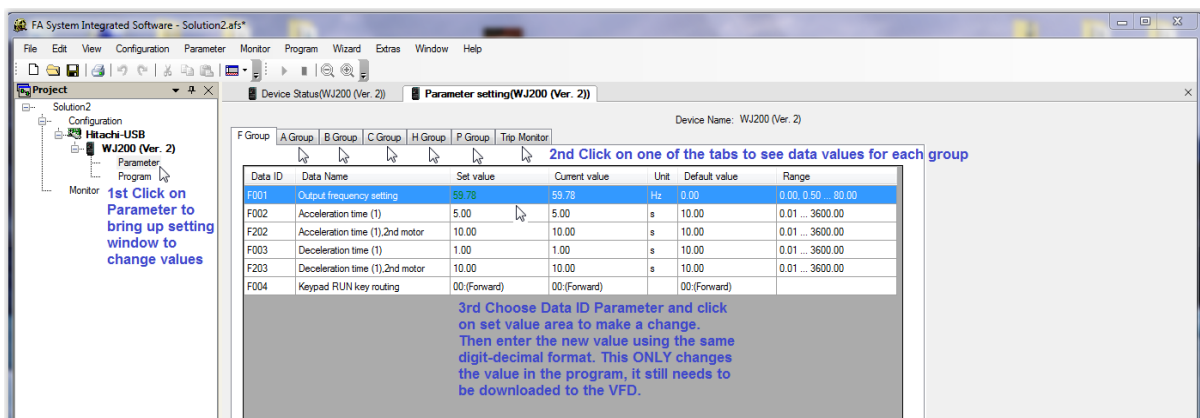 FA System Integrated Software - Solution2.afs*
File Edit View Configuration Parameter Monitor Program Wizard Extras Window Help
Project
Device Status(WJ200 (Ver. 2))
Parameter setting(WJ200 (Ver. 2))
Solution2
Configuration
Hitachi-USB
WJ200 (Ver. 2)
Parameter
Program
Monitor
1st Click on
Parameter to
bring up setting
window to
change values
Device Name: WJ200 (Ver. 2)
F Group A Group B Group C Group H Group P Group Trip Monitor
2nd Click on one of the tabs to see data values for each group
Data ID Data Name Set value Current value Unit Default value Range
F001 Output frequency setting 59.78 59.78 Hz 0.00 0.00, 0.50 ... 80.00
F002 Acceleration time (1) 5.00 5.00 s 10.00 0.01 ... 3600.00
F202 Acceleration time (1),2nd motor 10.00 10.00 s 10.00 0.01 ... 3600.00
F003 Deceleration time (1) 1.00 1.00 s 10.00 0.01 ... 3600.00
F203 Deceleration time (1),2nd motor 10.00 10.00 s 10.00 0.01 ... 3600.00
F004 Keypad RUN key routing 00:(Forward) 00:(Forward) 00:(Forward)
3rd Choose Data ID Parameter and click
on set value area to make a change.
Then enter the new value using the same
digit-decimal format. This ONLY changes
the value in the program, it still needs to
be downloaded to the VFD.